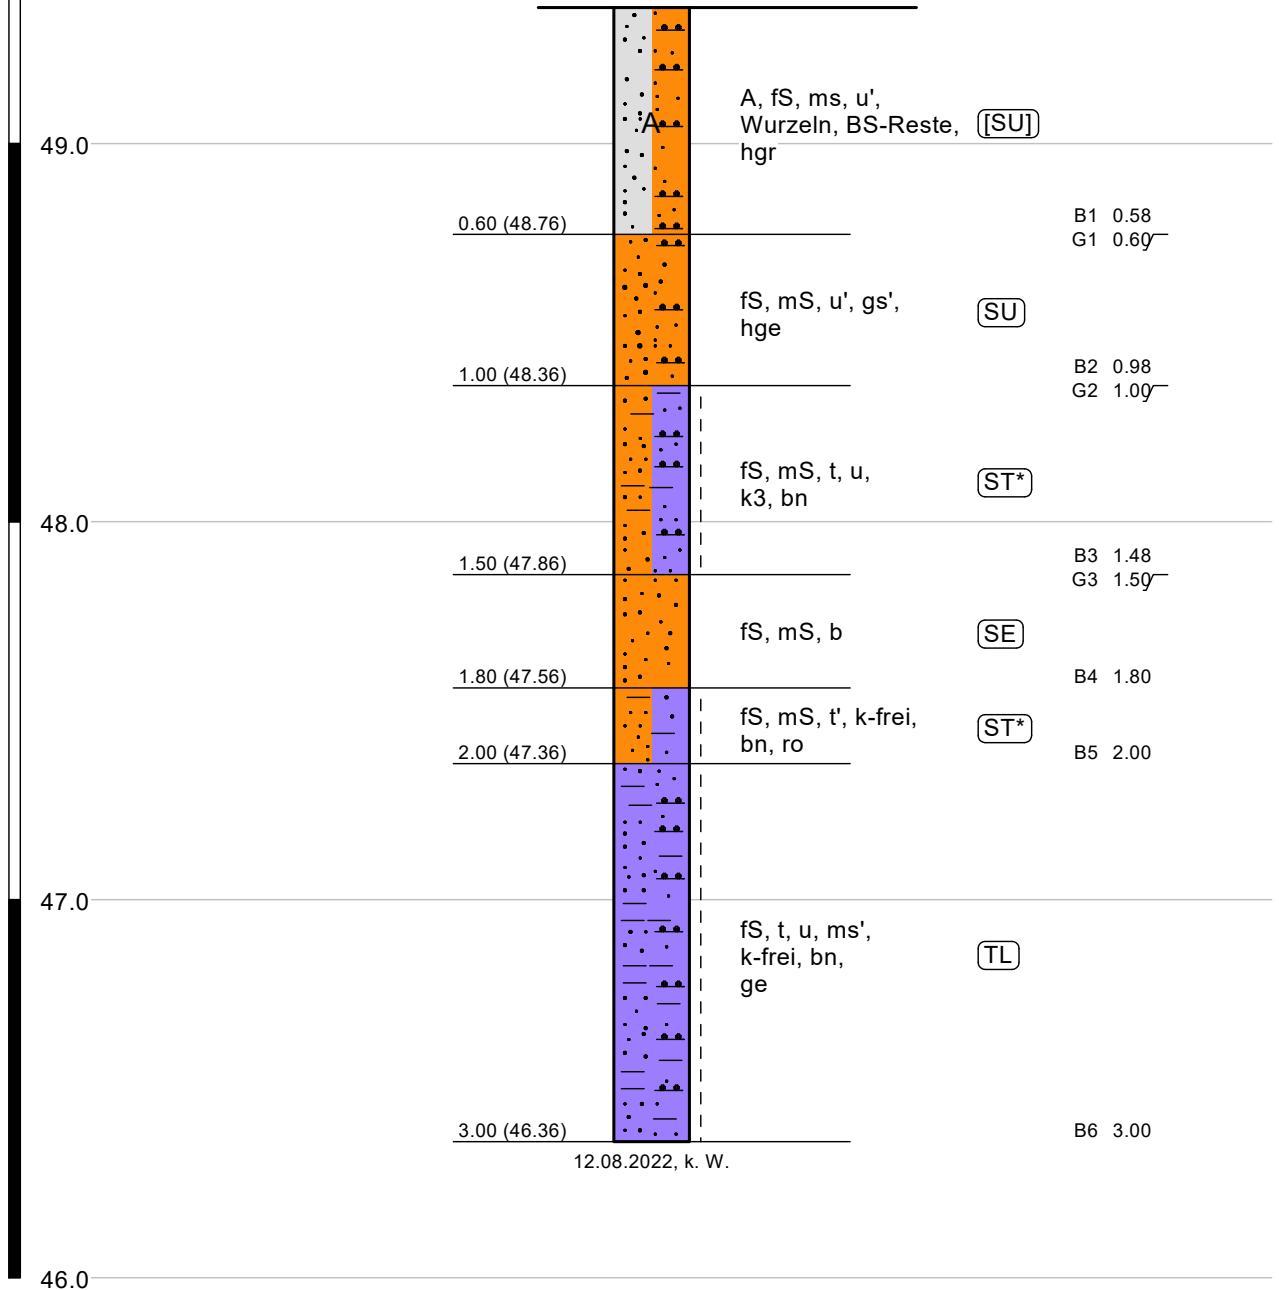 A, fS, ms, u',
Wurzeln, BS-Reste,
hgr
[SU]
A
49.0
0.60 (48.76)
B1 0.58
G1 0.60
fS, mS, u', gs',
hge
SU
1.00 (48.36)
B2 0.98
G2 1.00
fS, mS, t, u,
k3, bn
ST*
48.0
1.50 (47.86)
B3 1.48
G3 1.50
fS, mS, b
SE
1.80 (47.56)
B4 1.80
fS, mS, t', k-frei,
bn, ro
ST*
2.00 (47.36)
B5 2.00
47.0
fS, t, u, ms',
k-frei, bn,
ge
TL
3.00 (46.36)
B6 3.00
12.08.2022, k. W.
46.0